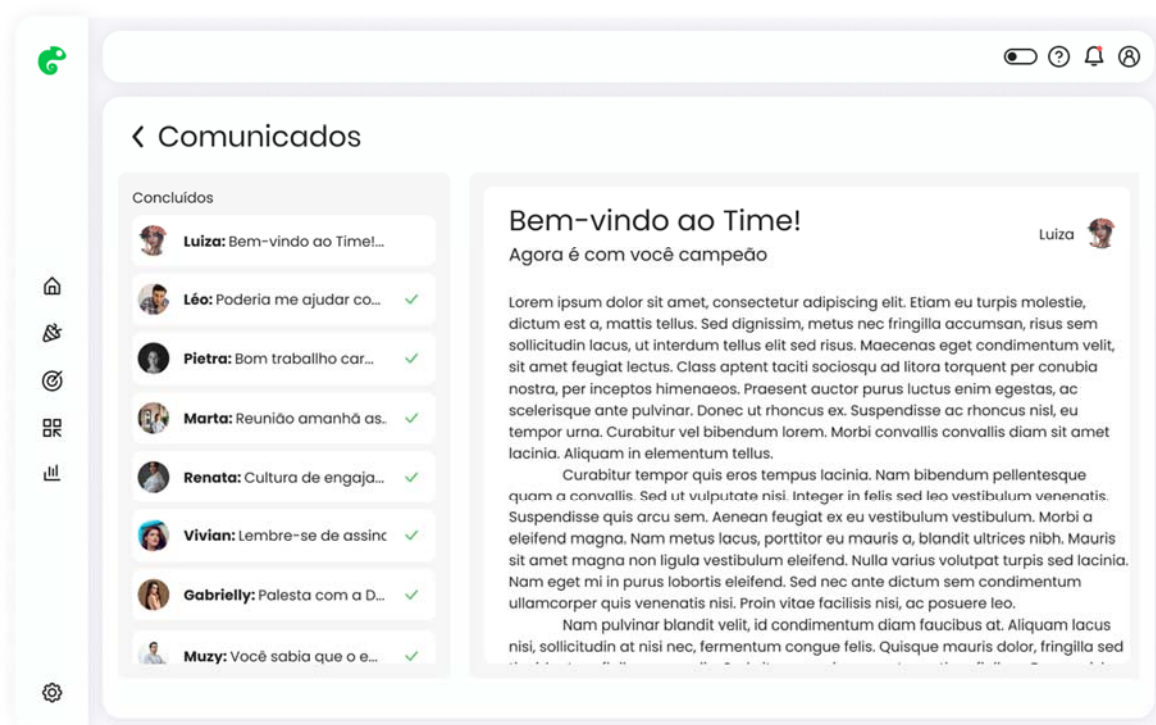 Comunicados
Concluídos
Luiza: Bem-vindo ao Time!...
Léo: Poderia me ajudar co...
Pietra: Bom traballho car...
Marta: Reunião amanhã as..
Renata: Cultura de engaja...
Vivian: Lembre-se de assinc
Gabrielly: Palesta com a D...
Muzy: Você sabia que o e...
Bem-vindo ao Time!
Luiza
Agora é com você campeão
Lorem ipsum dolor sit amet, consectetur adipiscing elit. Etiam eu turpis molestie,
dictum est a, mattis tellus. Sed dignissim, metus nec fringilla accumsan, risus sem
sollicitudin lacus, ut interdum tellus elit sed risus. Maecenas eget condimentum velit,
sit amet feugiat lectus. Class aptent taciti sociosqu ad litora torquent per conubia
nostra, per inceptos himenaeos. Praesent auctor purus luctus enim egestas, ac
scelerisque ante pulvinar. Donec ut rhoncus ex. Suspendisse ac rhoncus nisl, eu
tempor urna. Curabitur vel bibendum lorem. Morbi convallis convallis diam sit amet
lacinia. Aliquam in elementum tellus.
Curabitur tempor quis eros tempus lacinia. Nam bibendum pellentesque
quam a convallis. Sed ut vulputate nisi. Integer in felis sed leo vestibulum venenatis.
Suspendisse quis arcu sem. Aenean feugiat ex eu vestibulum vestibulum. Morbi a
eleifend magna. Nam metus lacus, porttitor eu mauris a, blandit ultrices nibh. Mauris
sit amet magna non ligula vestibulum eleifend. Nulla varius volutpat turpis sed lacinia.
Nam eget mi in purus lobortis eleifend. Sed nec ante dictum sem condimentum
ullamcorper quis venenatis nisi. Proin vitae facilisis nisi, ac posuere leo.
Nam pulvinar blandit velit, id condimentum diam faucibus at. Aliquam lacus
nisi, sollicitudin at nisi nec, fermentum congue felis. Quisque mauris dolor, fringilla sed